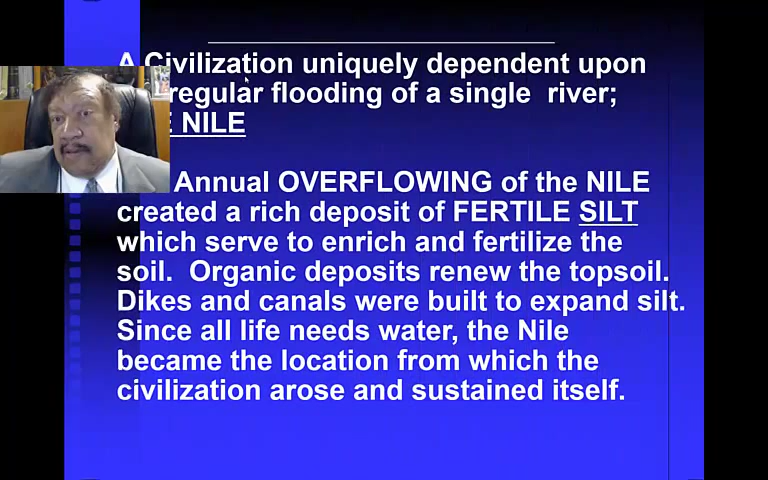 A Civilization uniquely dependent upon
regular flooding of a single river;
NILE
Annual OVERFLOWING of the NILE
created a rich deposit of FERTILE SILT
which serve to enrich and fertilize the
soil. Organic deposits renew the topsoil.
Dikes and canals were built to expand silt.
Since all life needs water, the Nile
became the location from which the
civilization arose and sustained itself.